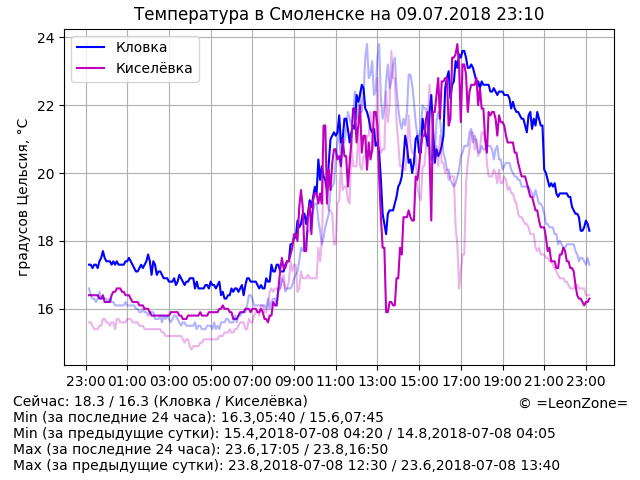 Температура в Смоленске на 09.07.2018 23:10
Кловка
Киселёвка
градусов Цельсия, °C
24
22
20
18
16
23:00 01:00 03:00 05:00 07:00 09:00 11:00 13:00 15:00 17:00 19:00 21:00 23:00
Сейчас: 18.3 / 16.3 (Кловка / Киселёвка)
© =LeonZone=
Min (за последние 24 часа): 16.3,05:40 / 15.6,07:45
Min (за предыдущие сутки): 15.4,2018-07-08 04:20 / 14.8,2018-07-08 04:05
Max (за последние 24 часа): 23.6,17:05 / 23.8,16:50
Max (за предыдущие сутки): 23.8,2018-07-08 12:30 / 23.6,2018-07-08 13:40